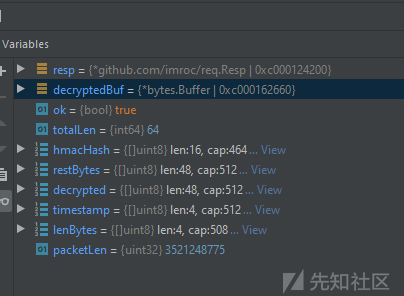 Variables
resp = {*github.com/imroc/req.Resp | 0xc000124200}
decryptedBuf = {*bytes.Buffer | 0xc000162660}
ok = {bool} true
totalLen = {int64} 64
hmacHash = {[]uint8} len:16, cap:464... View
restBytes = {[]uint8} len:48, cap:512... View
decrypted = {[]uint8} len:48, cap:512... View
timestamp = {[]uint8} len:4, cap:512... View
lenBytes = {[]uint8} len:4, cap:508... View
packetLen = {uint32} 3521248775
先知社区